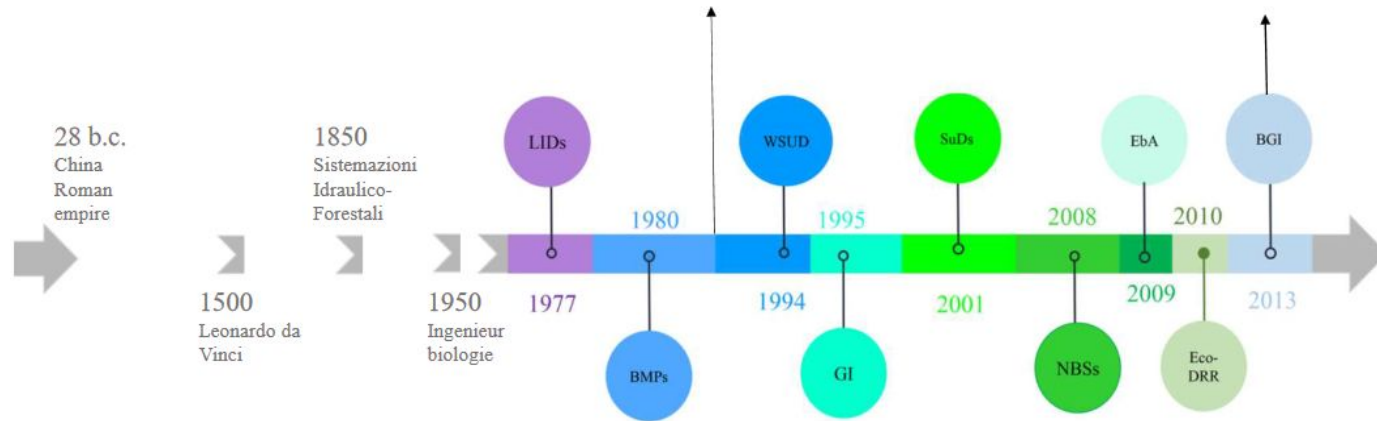 28 b.c.
China
Roman
empire
1500
Leonardo da
Vinci
1850
Sistemazioni
Idraulico-
Forestali
1950
Ingenieur
biologie
LIDs
1977
1980
BMPs
WSUD
1994
1995
GI
SuDs
2001
2008
NBSs
EbA
2009
2010
Eco-
DRR
BGI
2013